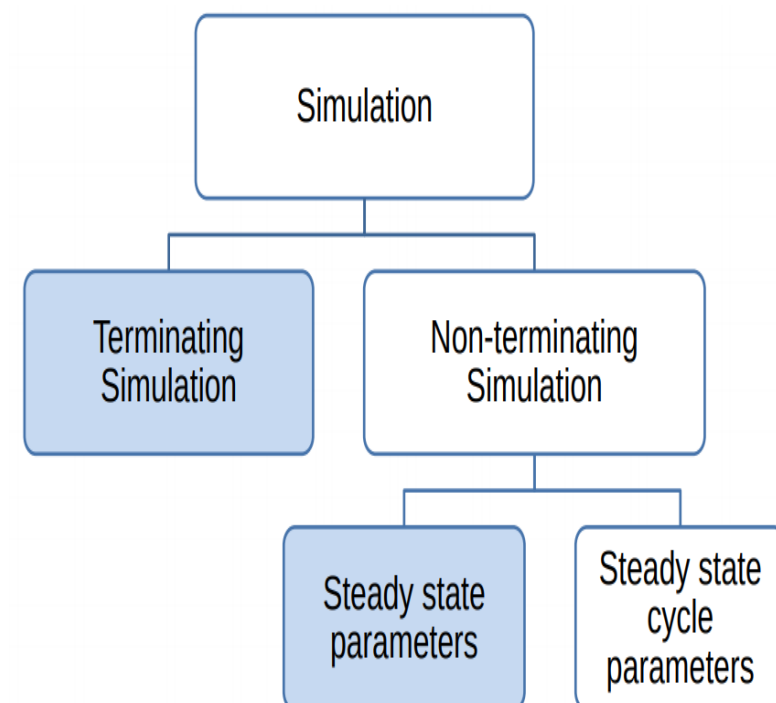 Simulation
Terminating
Simulation
Non-terminating
Simulation
Steady state
parameters
Steady state
cycle
parameters